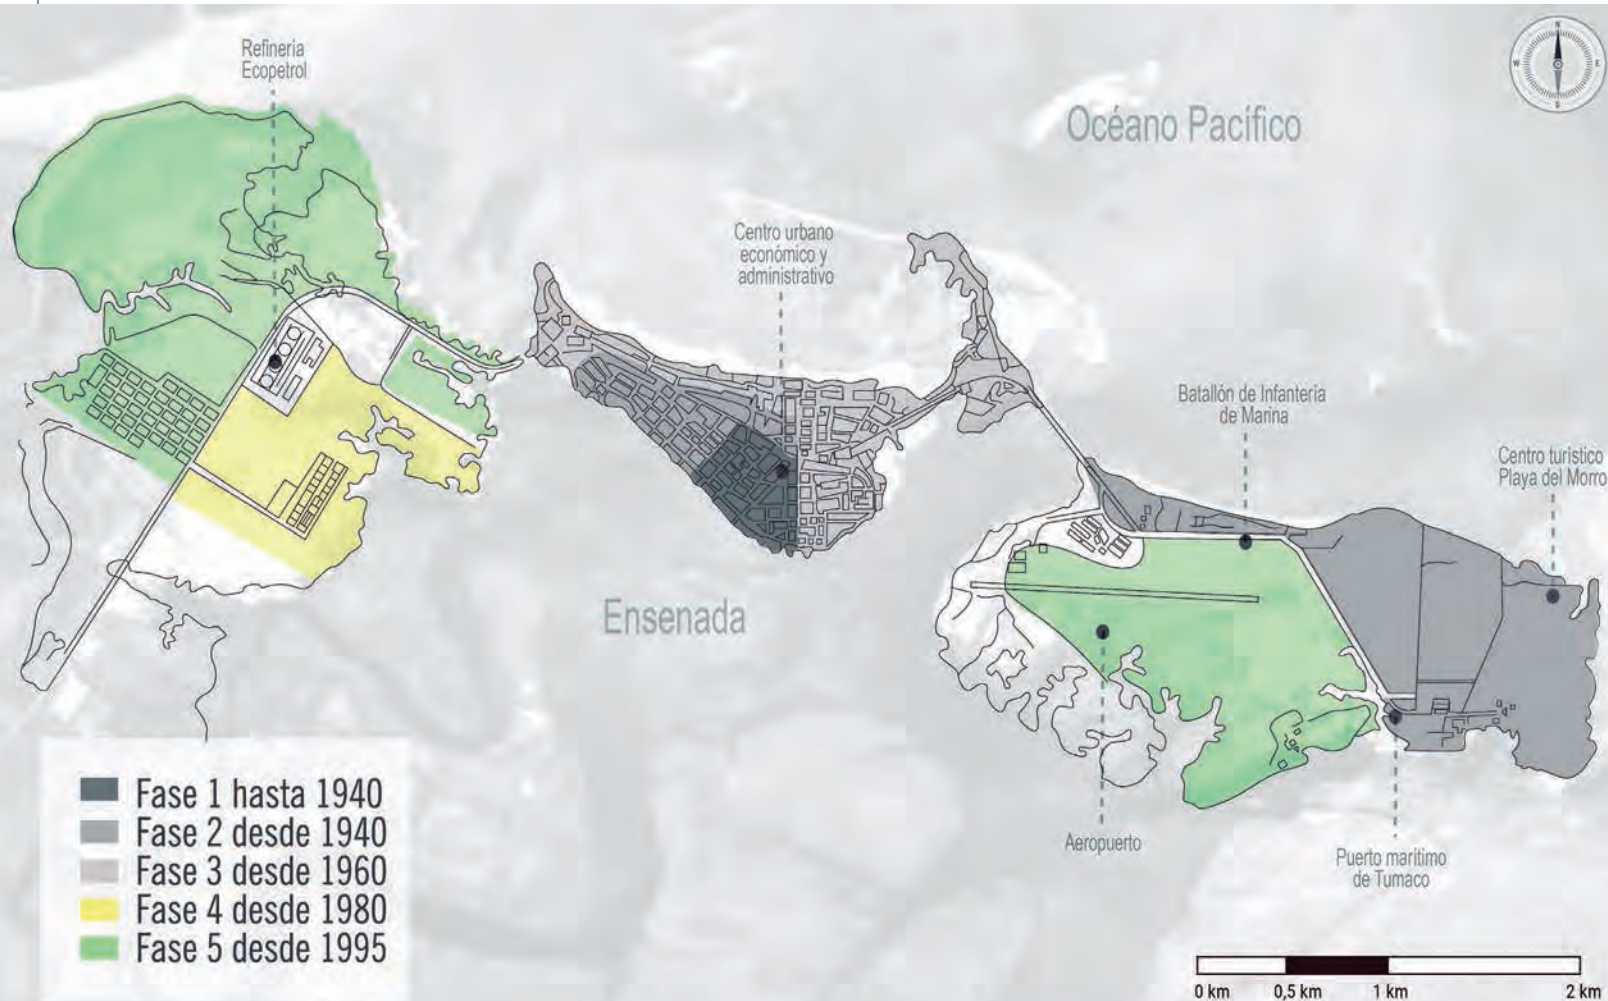 Refinería
Ecopetrol
Océano Pacífico
N
W
E
S
Centro urbano
económico y
administrativo
Batallón de Infantería
de Marina
Centro turístico
Playa del Morro
Ensenada
Aeropuerto
Puerto marítimo
de Tumaco
Fase 1 hasta 1940
Fase 2 desde 1940
Fase 3 desde 1960
Fase 4 desde 1980
Fase 5 desde 1995
0 km
0,5 km
1 km
2 km